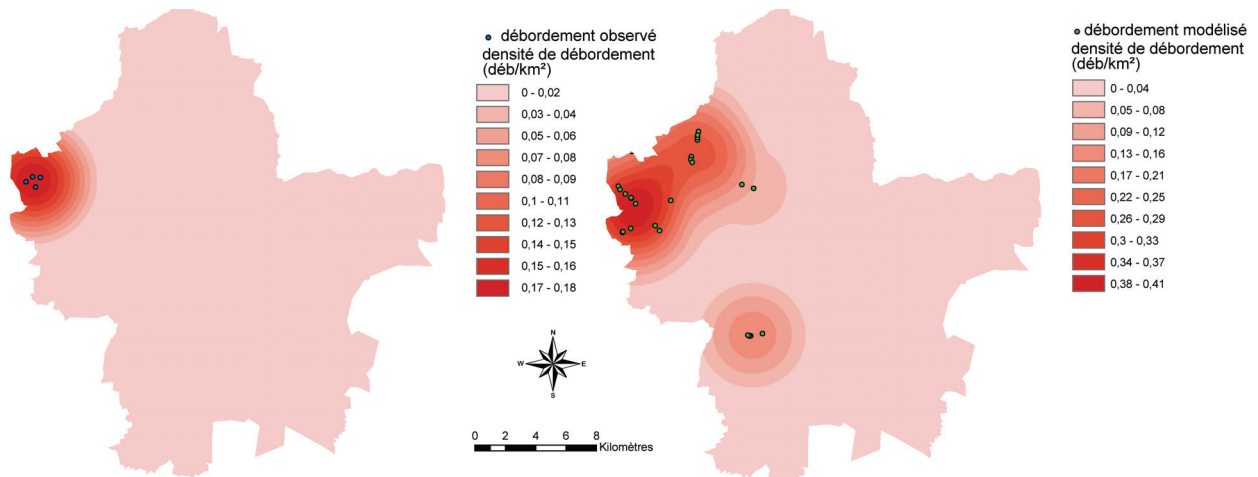 débordement observé
densité de débordement
(déb/km²)
0 - 0,02
0,03 - 0,04
0,05 - 0,06
0,07 - 0,08
0,08 - 0,09
0,1 - 0,11
0,12 - 0,13
0,14 - 0,15
0,15 - 0,16
0,17 - 0,18
N
W
E
S
0 2 4 6 8
Kilomètres
débordement modélisé
densité de débordement
(déb/km²)
0 - 0,04
0,05 - 0,08
0,09 - 0,12
0,13 - 0,16
0,17 - 0,21
0,22 - 0,25
0,26 - 0,29
0,3 - 0,33
0,34 - 0,37
0,38 - 0,41